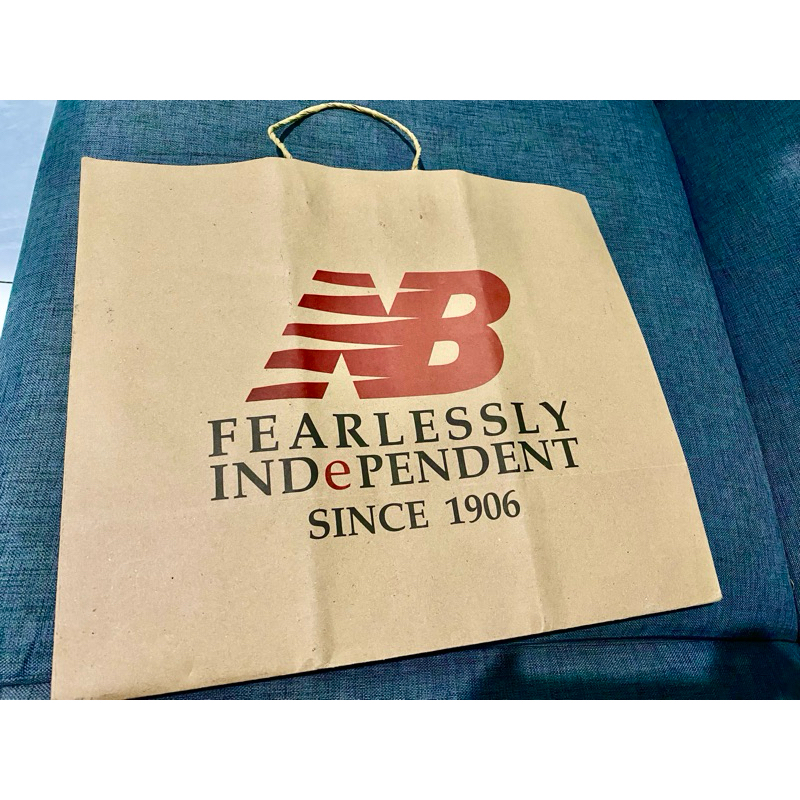 NB
FEARLESSLY
INDePENDENT
SINCE 1906